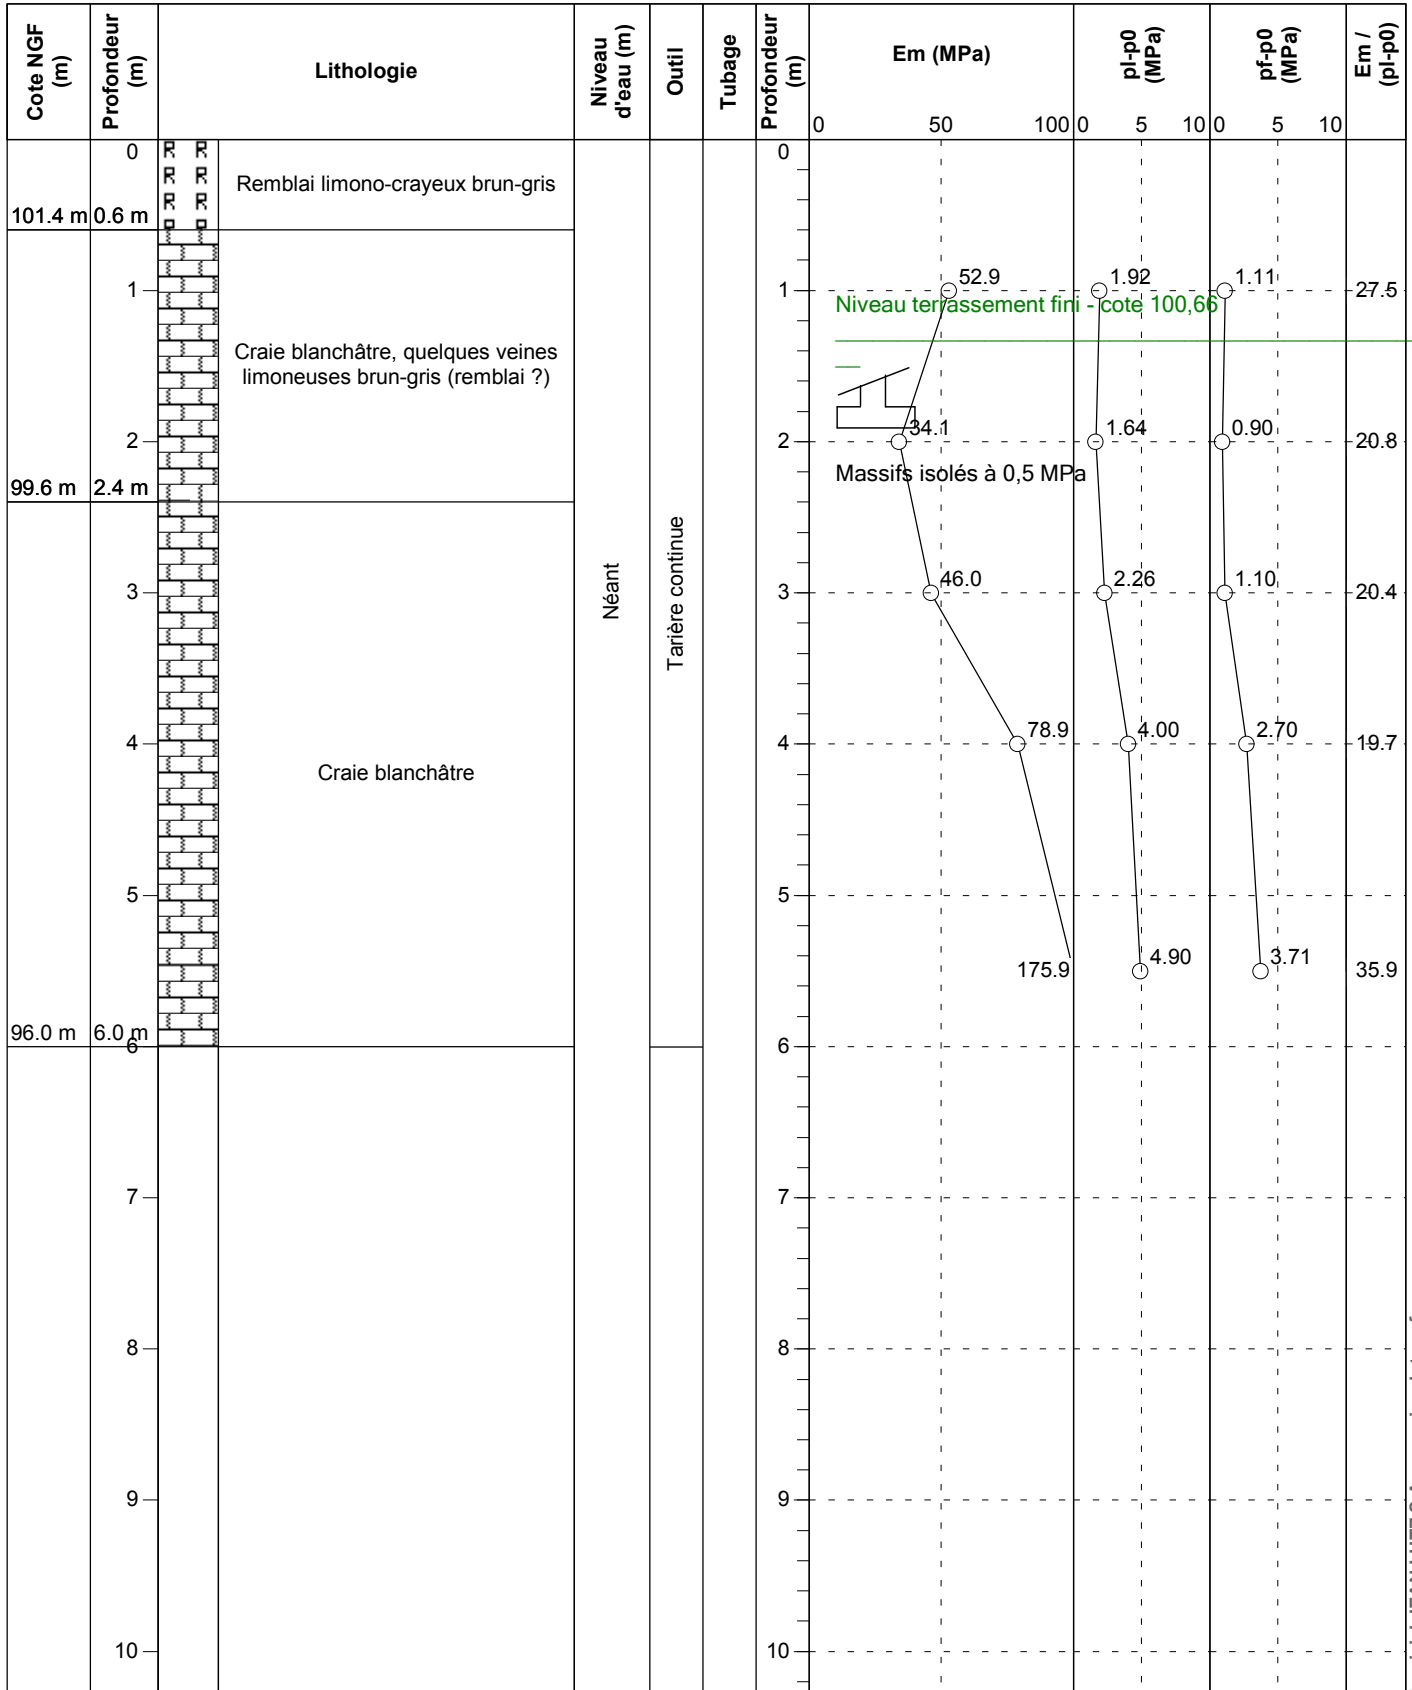 Cote NGF (m)
Profondeur (m)
Lithologie
Niveau d'eau (m)
Outil
Tubage
Profondeur (m)
Em (MPa)
pl-p0 (MPa)
pf-p0 (MPa)
Em / (pl-p0)
0 50 100 0 5 10 0 5 10
0 R R 0
R R
Remblai limono-crayeux brun-gris
R R
101.4 m 0.6 m
52.9 1.92 1.11
1 1 27.5
Niveau terrassement fini - cote 100,66
Craie blanchâtre, quelques veines
limoneuses brun-gris (remblai ?)
34.1 1.64 0.90
2 2 20.8
Massifs isolés à 0,5 MPa
99.6 m 2.4 m
Néant
Tarière continue
46.0 2.26 1.10
3 3 20.4
78.9 4.00 2.70
4 4 19.7
Craie blanchâtre
5 5
4.90 3.71
175.9 35.9
96.0 m 6.0 m
6 6
7 7
8 8
9 9
10 10